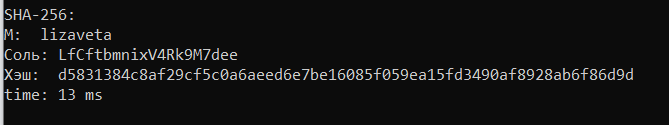 SHA-256:
M:  lizaveta
Соль: LfCftbmnixV4Rk9M7dee
Хэш:  d5831384c8af29cf5c0a6aeed6e7be16085f059ea15fd3490af8928ab6f86d9d
time: 13 ms